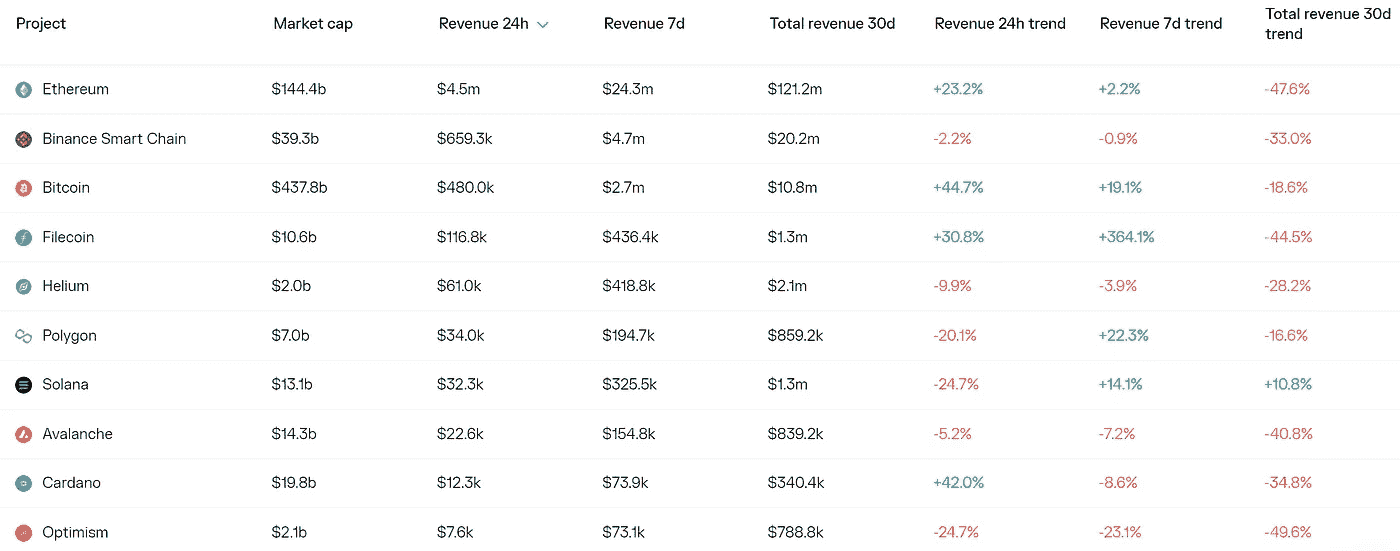 Project Market cap Revenue 24h Revenue 7d Total revenue 30d Revenue 24h trend Revenue 7d trend Total revenue 30d trend
Ethereum $144.4b $4.5m $24.3m $121.2m +23.2% +2.2% -47.6%
Binance Smart Chain $39.3b $659.3k $4.7m $20.2m -2.2% -0.9% -33.0%
Bitcoin $437.8b $480.0k $2.7m $10.8m +44.7% +19.1% -18.6%
Filecoin $10.6b $116.8k $436.4k $1.3m +30.8% +364.1% -44.5%
Helium $2.0b $61.0k $418.8k $2.1m -9.9% -3.9% -28.2%
Polygon $7.0b $34.0k $194.7k $859.2k -20.1% +22.3% -16.6%
Solana $13.1b $32.3k $325.5k $1.3m -24.7% +14.1% +10.8%
Avalanche $14.3b $22.6k $154.8k $839.2k -5.2% -7.2% -40.8%
Cardano $19.8b $12.3k $73.9k $340.4k +42.0% -8.6% -34.8%
Optimism $2.1b $7.6k $73.1k $788.8k -24.7% -23.1% -49.6%